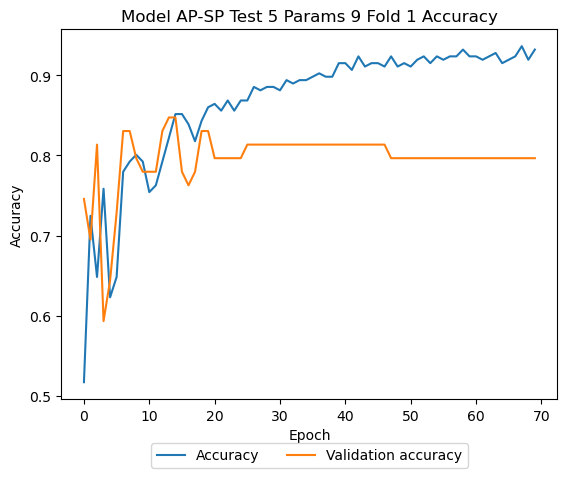 Model AP-SP Test 5 Params 9 Fold 1 Accuracy
Accuracy
0.9
0.8
0.7
0.6
0.5
0 10 20 30 40 50 60 70
Epoch
Accuracy Validation accuracy